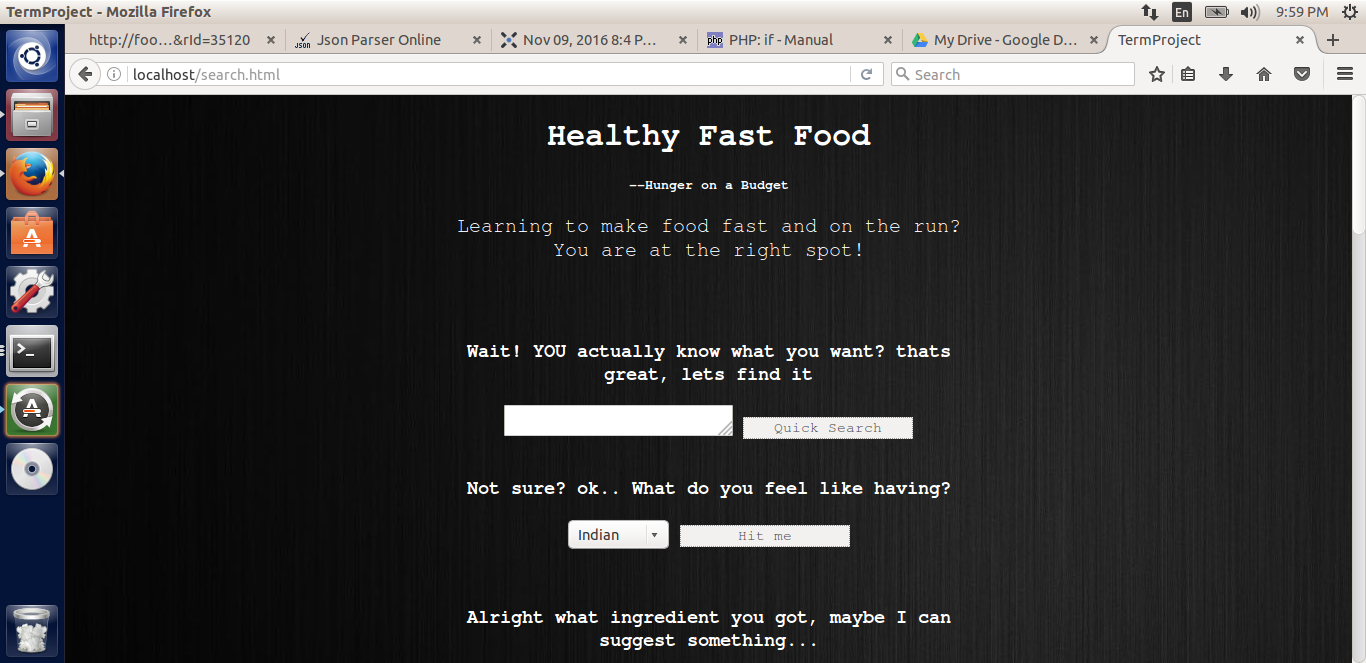 TermProject - Mozilla Firefox
En
9:59 PM
http://foo...&rId=35120
JSON
Json Parser Online
Nov 09, 2016 8:4 P...
php
PHP: if - Manual
My Drive - Google D...
TermProject
localhost/search.html
Search
Healthy Fast Food
--Hunger on a Budget
Learning to make food fast and on the run?
You are at the right spot!
Wait! YOU actually know what you want? thats
great, lets find it
Quick Search
Not sure? ok.. What do you feel like having?
Indian
Hit me
Alright what ingredient you got, maybe I can
suggest something...